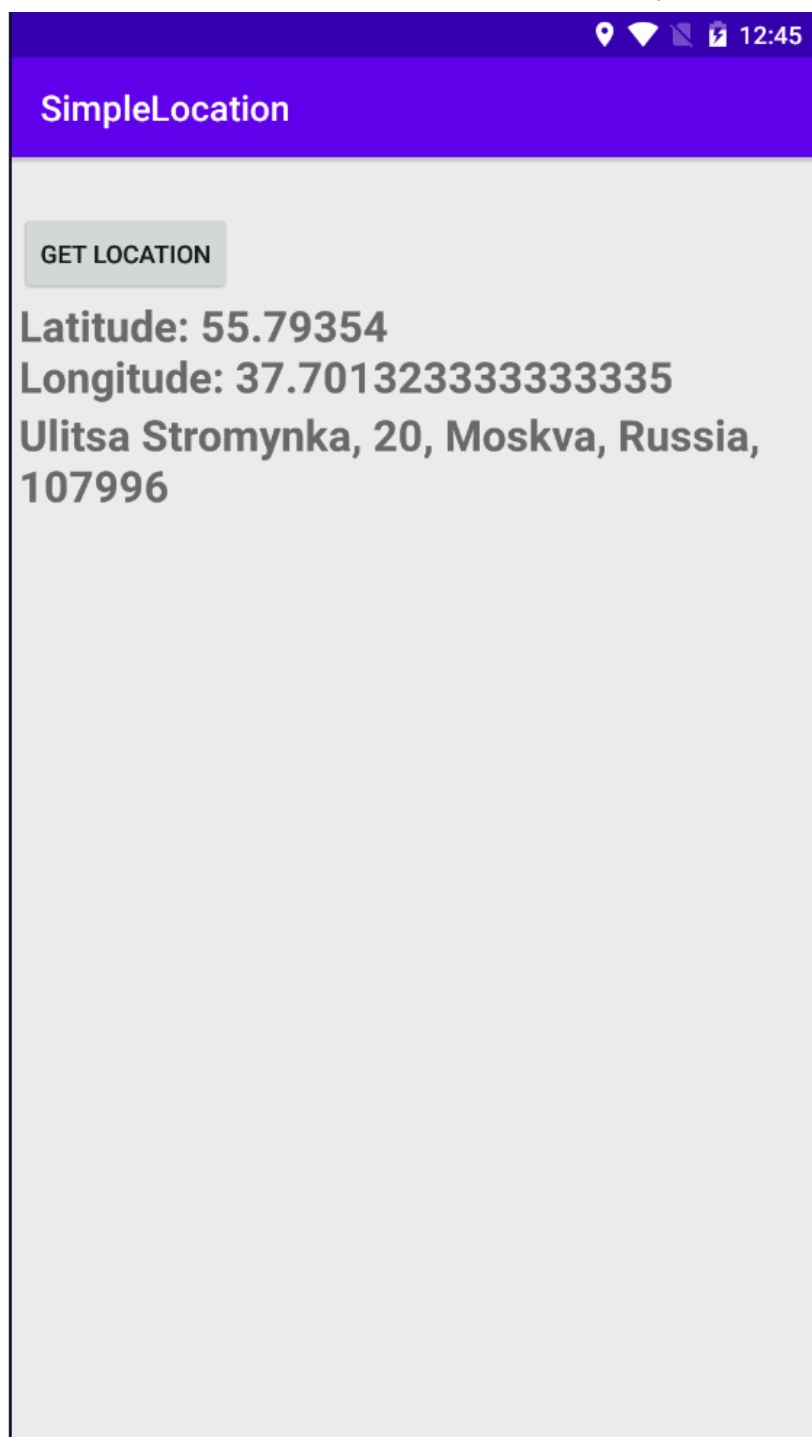 12:45
SimpleLocation
GET LOCATION
Latitude: 55.79354
Longitude: 37.701323333333335
Ulitsa Stromynka, 20, Moskva, Russia,
107996